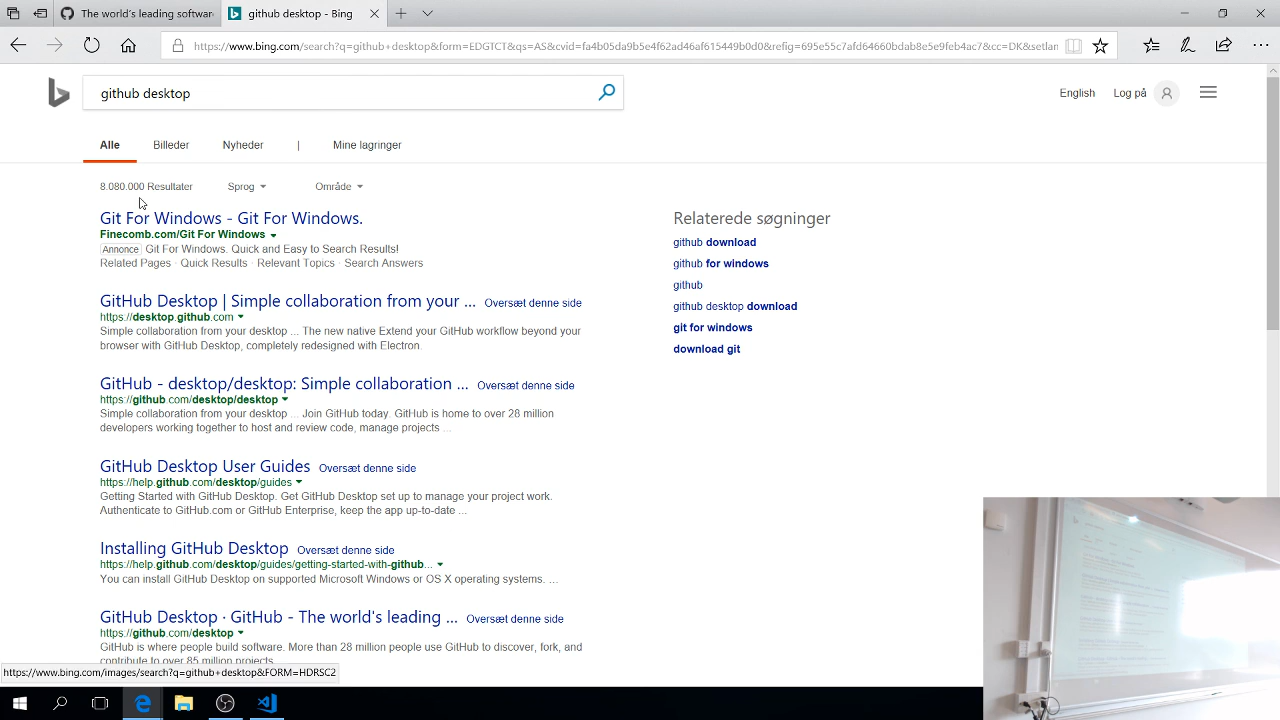 The world's leading softwar
github desktop - Bing
https://www.bing.com/search?q=github+desktop&form=EDGTCT&qs=AS&cvid=fa4b05da9b5e4f62ad46af615449b0d0&refig=695e55c7afd64660bdab8e5e9feb4ac7&cc=DK&setlan
github desktop
English
Log på
Alle
Billeder
Nyheder
|
Mine lagringer
8.080.000 Resultater
Sprog
Område
Git For Windows - Git For Windows.
Finecomb.com/Git For Windows
Annonce Git For Windows. Quick and Easy to Search Results!
Related Pages · Quick Results · Relevant Topics · Search Answers
GitHub Desktop | Simple collaboration from your ... Oversæt denne side
https://desktop.github.com
Simple collaboration from your desktop ... The new native Extend your GitHub workflow beyond your
browser with GitHub Desktop, completely redesigned with Electron.
GitHub - desktop/desktop: Simple collaboration ... Oversæt denne side
https://github.com/desktop/desktop
Simple collaboration from your desktop ... Join GitHub today. GitHub is home to over 28 million
developers working together to host and review code, manage projects ...
GitHub Desktop User Guides Oversæt denne side
https://help.github.com/desktop/guides
Getting Started with GitHub Desktop. Get GitHub Desktop set up to manage your project work.
Authenticate to GitHub.com or GitHub Enterprise, keep the app up-to-date ...
Installing GitHub Desktop Oversæt denne side
https://help.github.com/desktop/guides/getting-started-with-github...
You can install GitHub Desktop on supported Microsoft Windows or OS X operating systems. ...
GitHub Desktop · GitHub - The world's leading ... Oversæt denne side
https://github.com/desktop
GitHub is where people build software. More than 28 million people use GitHub to discover, fork, and
contribute to over 85 million projects.
https://www.bing.com/images/search?q=github+desktop&FORM=HDRSC2
Relaterede søgninger
github download
github for windows
github
github desktop download
git for windows
download git